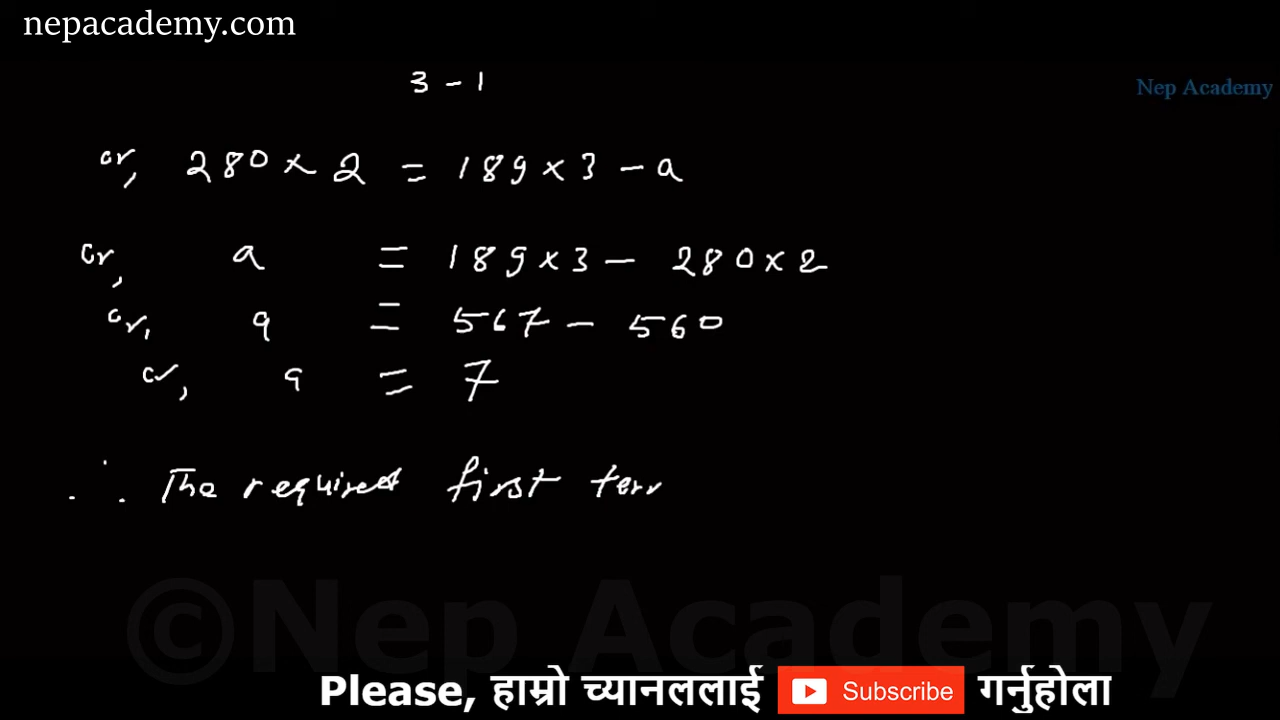 nepacademy.com
3 - 1
Nep Academy
or, 280 × 2 = 189 × 3 - a
or, a = 189 × 3 - 280 × 2
or, a = 567 - 560
or, a = 7
∴ The required first terr
©Nep Academy
Please, हाम्रो च्यानललाई Subscribe गर्नुहोला